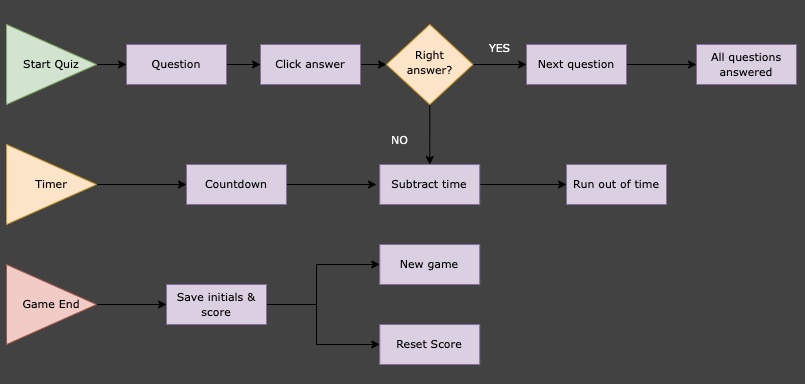 Start Quiz
Question
Click answer
Right
answer?
YES
Next question
All questions
answered
NO
Timer
Countdown
Subtract time
Run out of time
Game End
Save initials &
score
New game
Reset Score